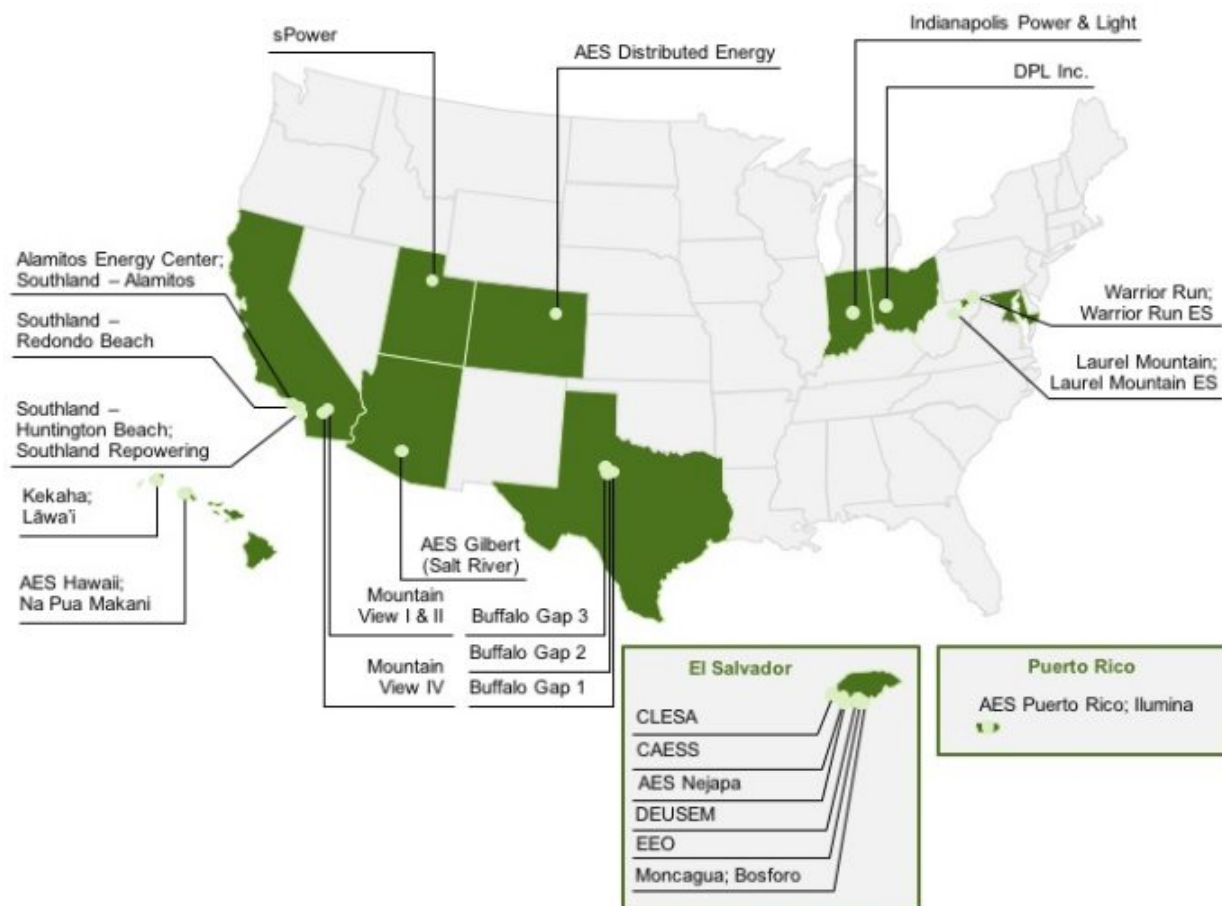 sPower
AES Distributed Energy
Indianapolis Power & Light
DPL Inc.
Alamitos Energy Center;
Southland – Alamitos
Southland –
Redondo Beach
Southland –
Huntington Beach;
Southland Repowering
Kekaha;
Lāwa'i
AES Hawaii;
Na Pua Makani
Warrior Run;
Warrior Run ES
Laurel Mountain;
Laurel Mountain ES
AES Gilbert
(Salt River)
Mountain
View I & II
Mountain
View IV
Buffalo Gap 3
Buffalo Gap 2
Buffalo Gap 1
El Salvador
CLESA
CAESS
AES Nejapa
DEUSEM
EEO
Moncagua; Bosforo
Puerto Rico
AES Puerto Rico; Ilumina